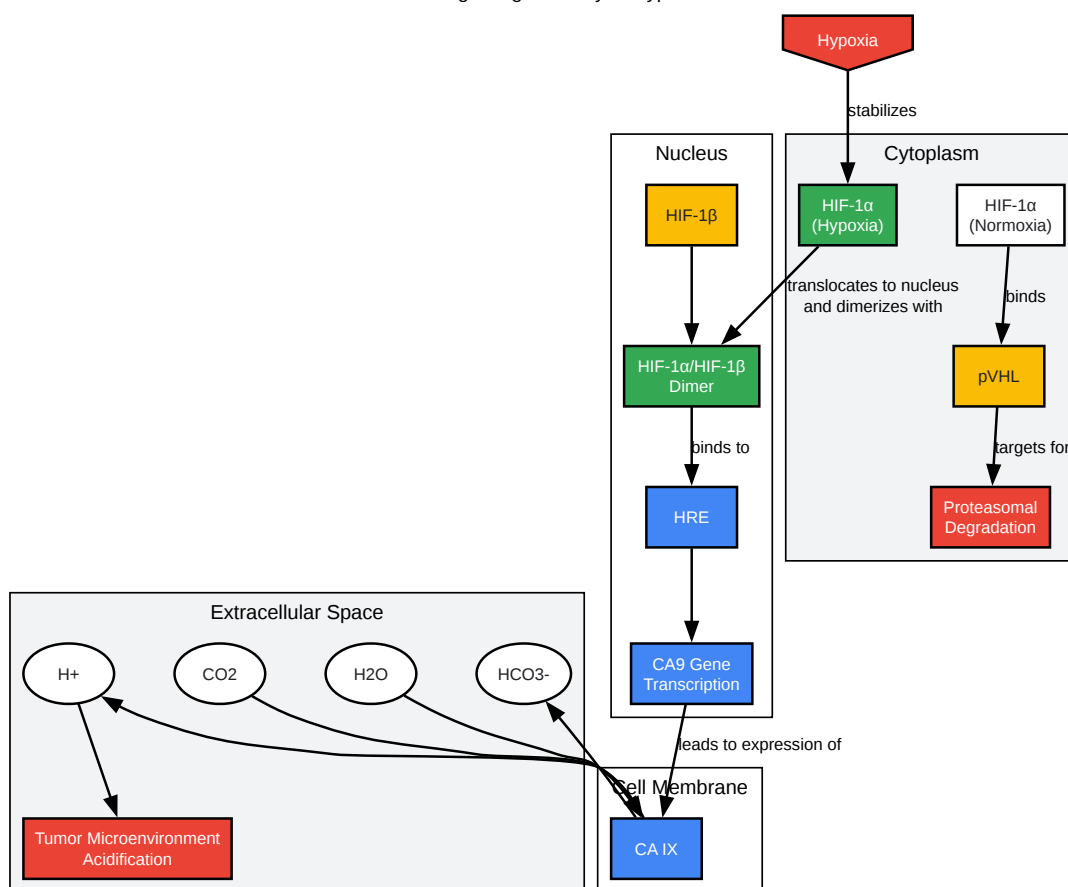 Hypoxia
stabilizes
Nucleus
Cytoplasm
HIF-1β
HIF-1α
(Hypoxia)
HIF-1α
(Normoxia)
translocates to nucleus
and dimerizes with
binds
HIF-1α/HIF-1β
Dimer
pVHL
binds to
targets for
HRE
Proteasomal
Degradation
Extracellular Space
H+
CO2
H2O
HCO3-
CA9 Gene
Transcription
leads to expression of
Cell Membrane
Tumor Microenvironment
Acidification
CA IX